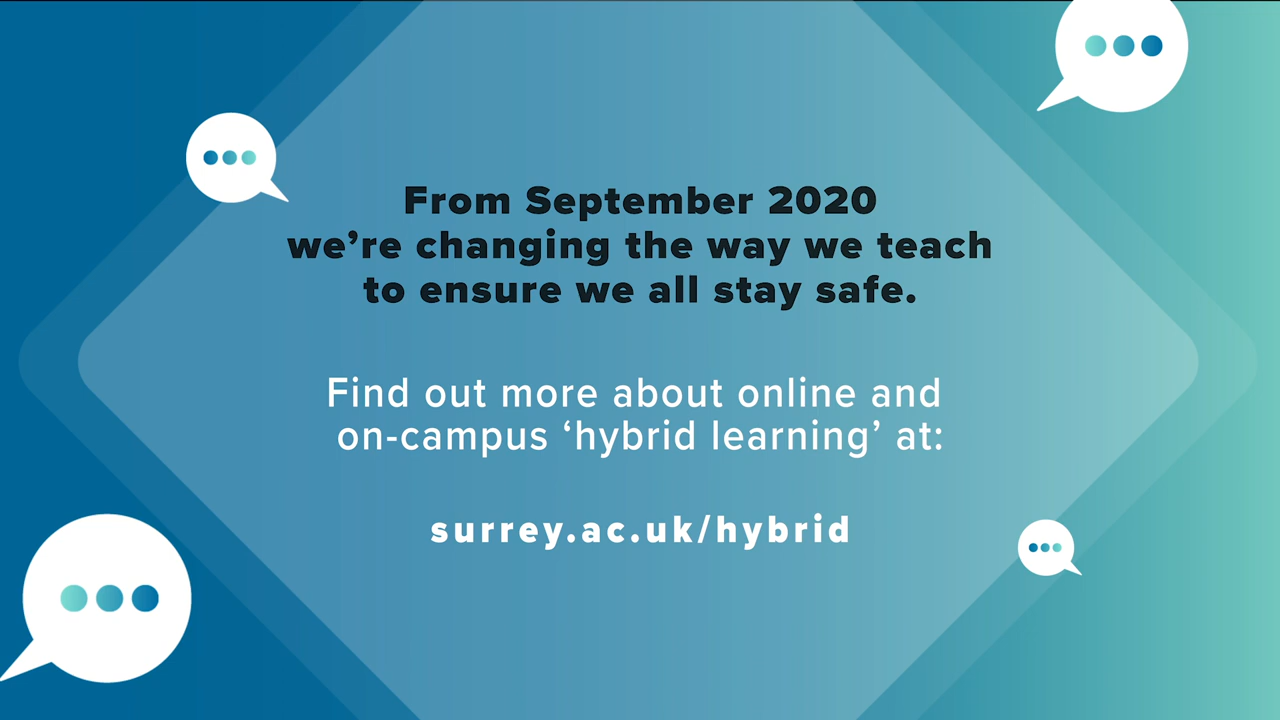 From September 2020
we’re changing the way we teach
to ensure we all stay safe.
Find out more about online and
on-campus ‘hybrid learning’ at:
surrey.ac.uk/hybrid